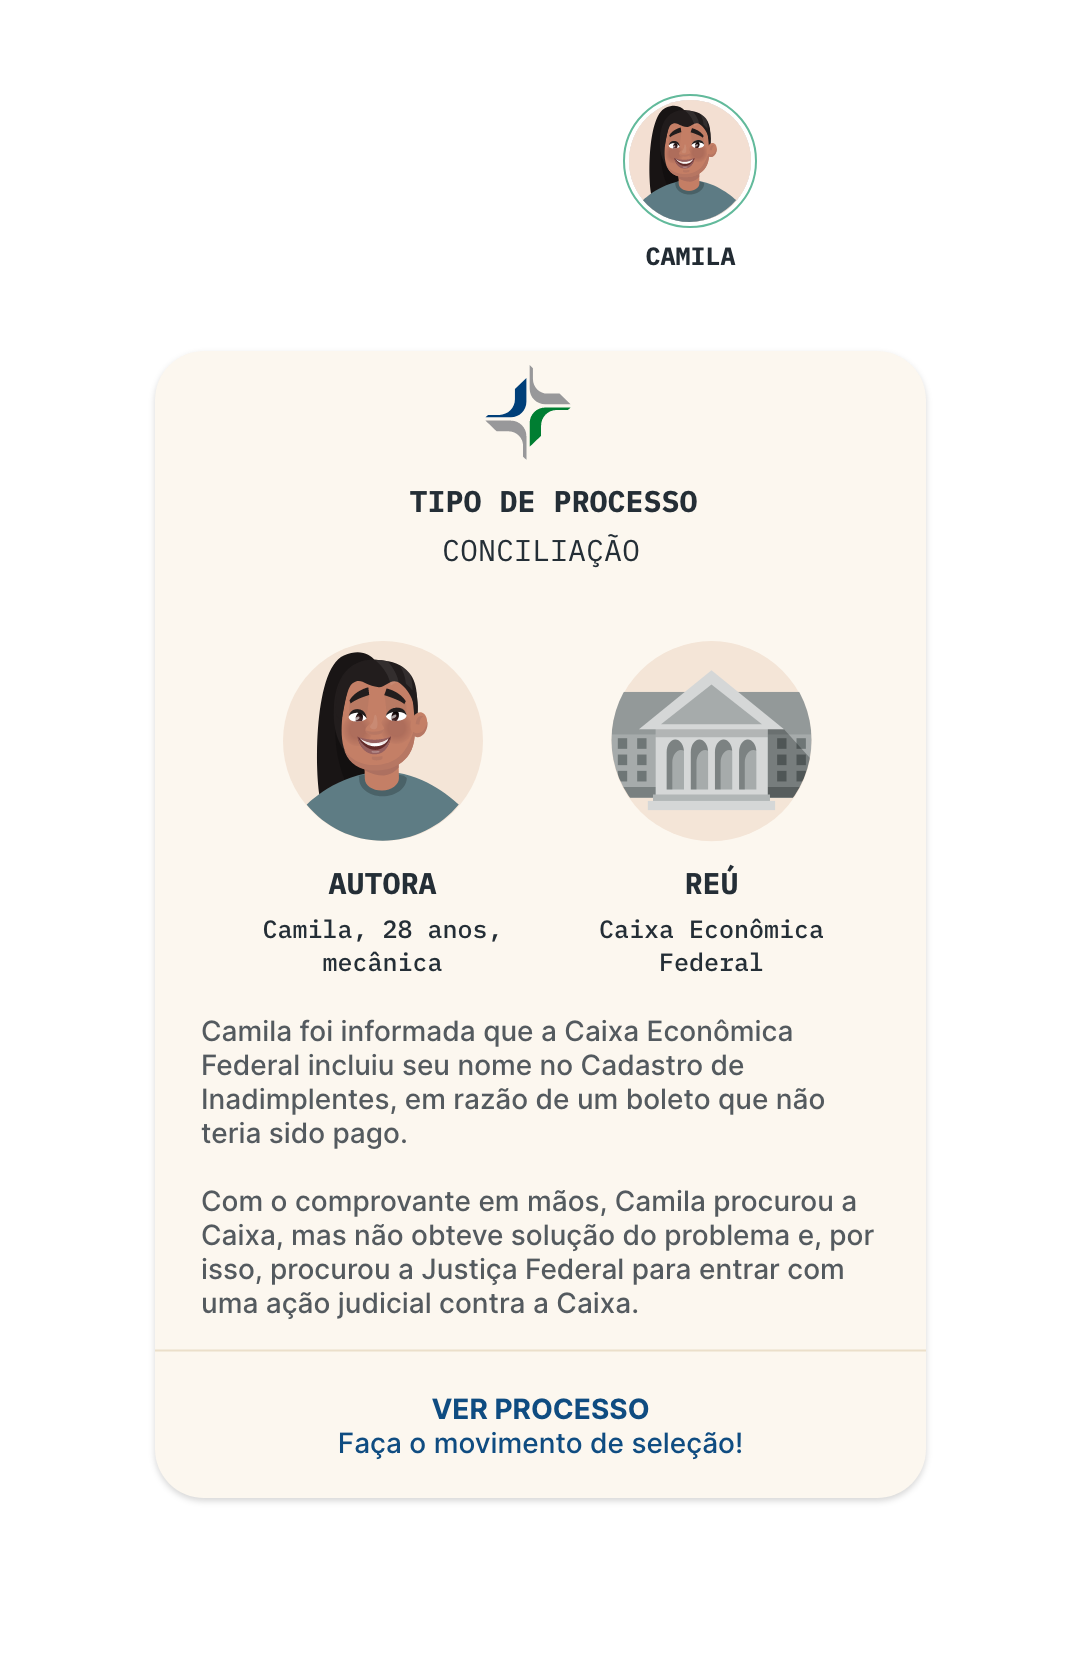 CAMILA
TIPO DE PROCESSO
CONCILIAÇÃO
AUTORA
Camila, 28 anos,
mecânica
REÚ
Caixa Econômica
Federal
Camila foi informada que a Caixa Econômica
Federal incluiu seu nome no Cadastro de
Inadimplentes, em razão de um boleto que não
teria sido pago.
Com o comprovante em mãos, Camila procurou a
Caixa, mas não obteve solução do problema e, por
isso, procurou a Justiça Federal para entrar com
uma ação judicial contra a Caixa.
VER PROCESSO
Faça o movimento de seleção!